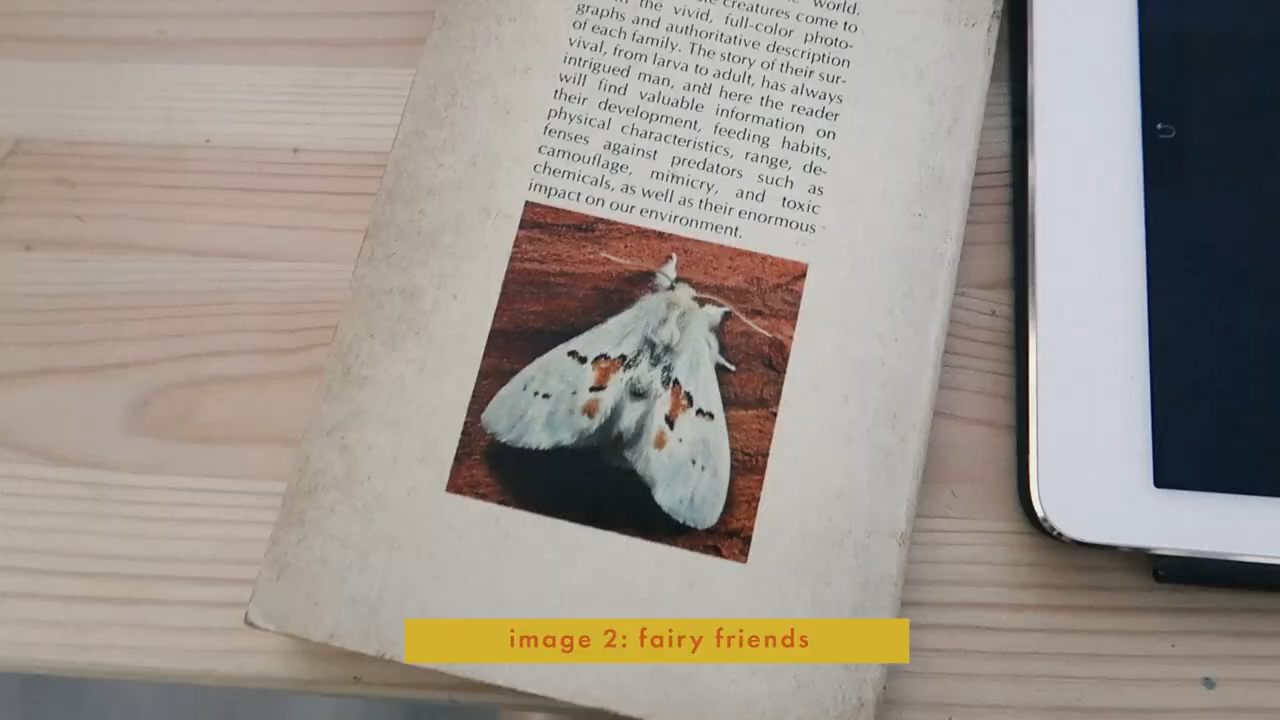 world.
creatures come to
the vivid, full-color photo-
graphs and authoritative description
of each family. The story of their sur-
vival, from larva to adult, has always
intrigued man, and here the reader
will find valuable information on
their development, feeding habits,
physical characteristics, range, de-
fenses against predators such as
camouflage, mimicry, and toxic
chemicals, as well as their enormous
impact on our environment.
image 2: fairy friends